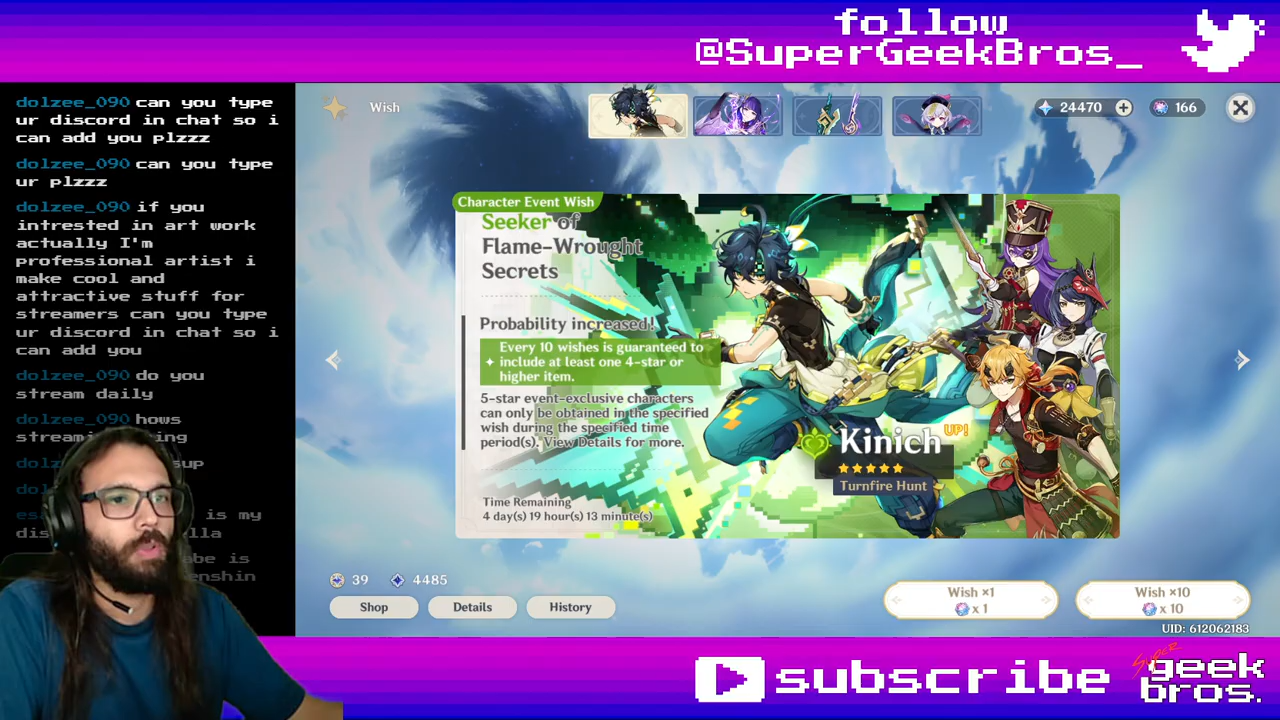 follow
@SuperGeekBros_
dolzee_090 can you type
ur discord in chat so i
can add you plzzz
dolzee_090 can you type
ur plzzz
dolzee_090 if you
intrested in art work
actually I'm
professional artist i
make cool and
attractive stuff for
streamers can you type
ur discord in chat so i
can add you
dolzee_090 do you
stream daily
dolzee_090 hows
is my
Wish
24470
166
Character Event Wish
Seeker of
Flame-Wrought
Secrets
Probability increased!
Every 10 wishes is guaranteed to
include at least one 4-star or
higher item.
5-star event-exclusive characters
can only be obtained in the specified
wish during the specified time
period(s). View Details for more.
Time Remaining
4 day(s) 19 hour(s) 13 minute(s)
Kinich UP!
Turnfire Hunt
39 4485
Shop Details History
Wish ×1
x 1
Wish ×10
x 10
UID: 612062183
subscribe
SUPER
geek
bros.